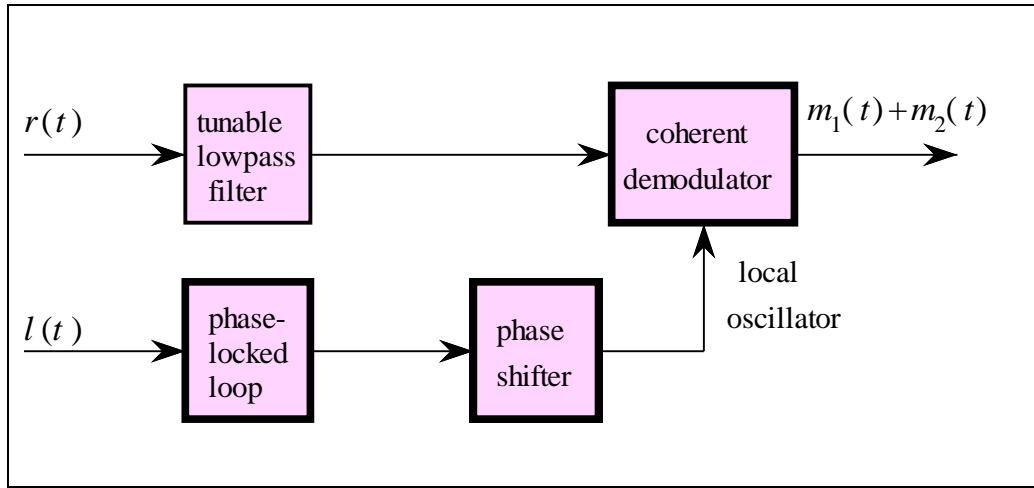 r(t)
tunable
lowpass
filter
coherent
demodulator
m₁(t)+m₂(t)
local
oscillator
l(t)
phase-
locked
loop
phase
shifter